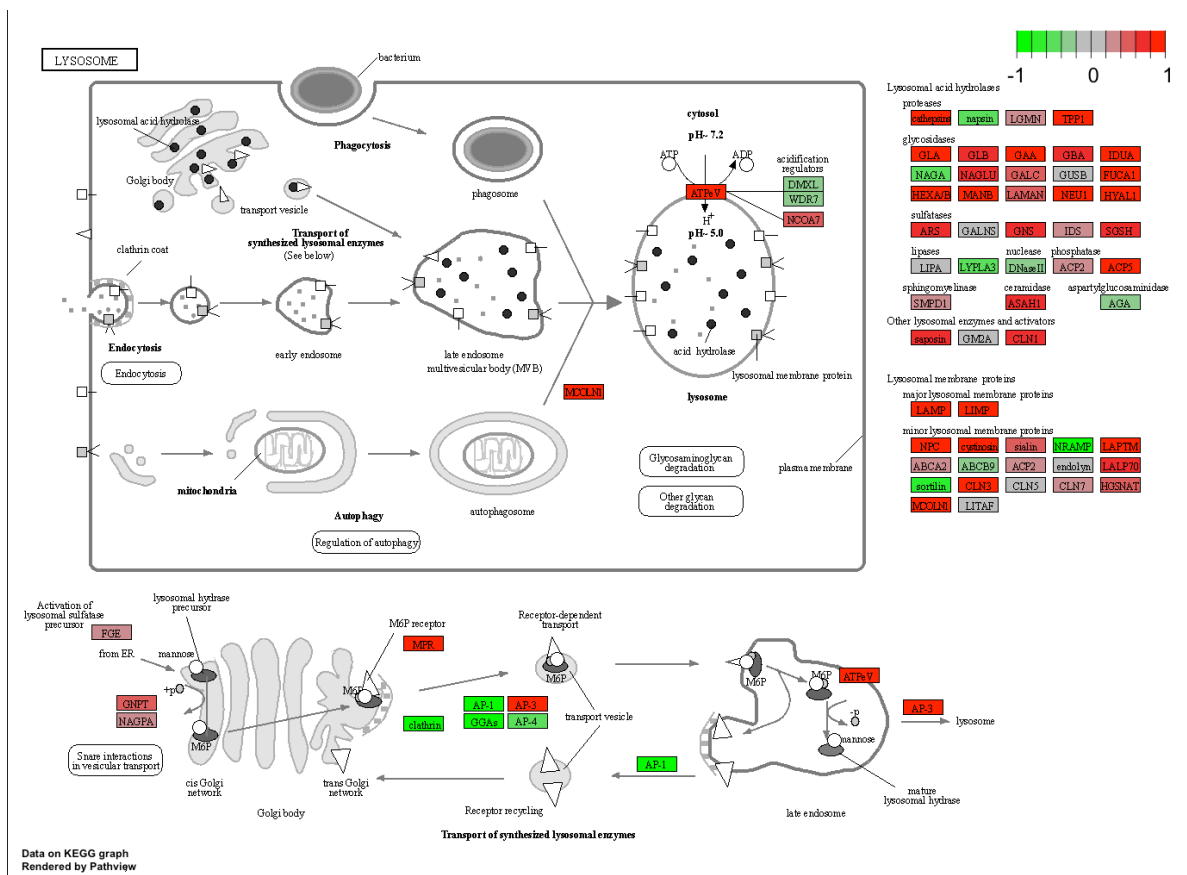 LYSOSOME
bacterium
-1
0
1
lysosomal acid hydrolase
Golgi body
transport vesicle
Phagocytosis
phagosome
cytosol
pH~ 7.2
ATP
ADP
ATPeV
H+
pH~ 5.0
acidification
regulators
DMXL
WDR7
NCOA7
Transport of
synthesized lysosomal enzymes
(See below)
clathrin coat
Endocytosis
Endocytosis
early endosome
late endosome
multivesicular body (MVB)
acid hydrolase
lysosomal membrane protein
lysosome
MCOLN1
mitochondria
Autophagy
Regulation of autophagy
autophagosome
Glycosaminoglycan
degradation
Other glycan
degradation
plasma membrane
Lysosomal acid hydrolases
proteases
cathepsins napsin LGMN TPP1
glycosidases
GLA GLB GAA GBA IDUA
NAGA NAGLU GALC GUSB FUCA1
HEXA/B MANB LAMAN NEU1 HYAL1
sulfatases
ARS GALNS GNS IDS SGSH
lipases nuclease phosphatase
LIPA LYPLA3 DNaseII ACP2 ACP5
sphingomyelinase ceramidase aspartylglucosaminidase
SMPD1 ASAH1 AGA
Other lysosomal enzymes and activators
saposin GM2A CLN1
Lysosomal membrane proteins
major lysosomal membrane proteins
LAMP LIMP
minor lysosomal membrane proteins
NPC cystinosin sialin NRAMP LAPTM
ABCA2 ABCB9 ACP2 endolyn LALP70
sortilin CLN3 CLN5 CLN7 HGSNAT
MCOLN1 LITAF
Activation of
lysosomal sulfatase
precursor
FGE
lysosomal hydrase
precursor
from ER
mannose
+p
GNPT
NAGPA
M6P
Snare interactions
in vesicular transport
cis Golgi
network
Golgi body
trans Golgi
network
M6P
M6P receptor
MPR
clathrin
AP-1 AP-3
GGAs AP-4
Receptor-dependent
transport
M6P
transport vesicle
Receptor recycling
AP-1
M6P
M6P
ATPeV
-p
mannose
AP-3
lysosome
mature
lysosomal hydrase
late endosome
Transport of synthesized lysosomal enzymes
Data on KEGG graph
Rendered by Pathview